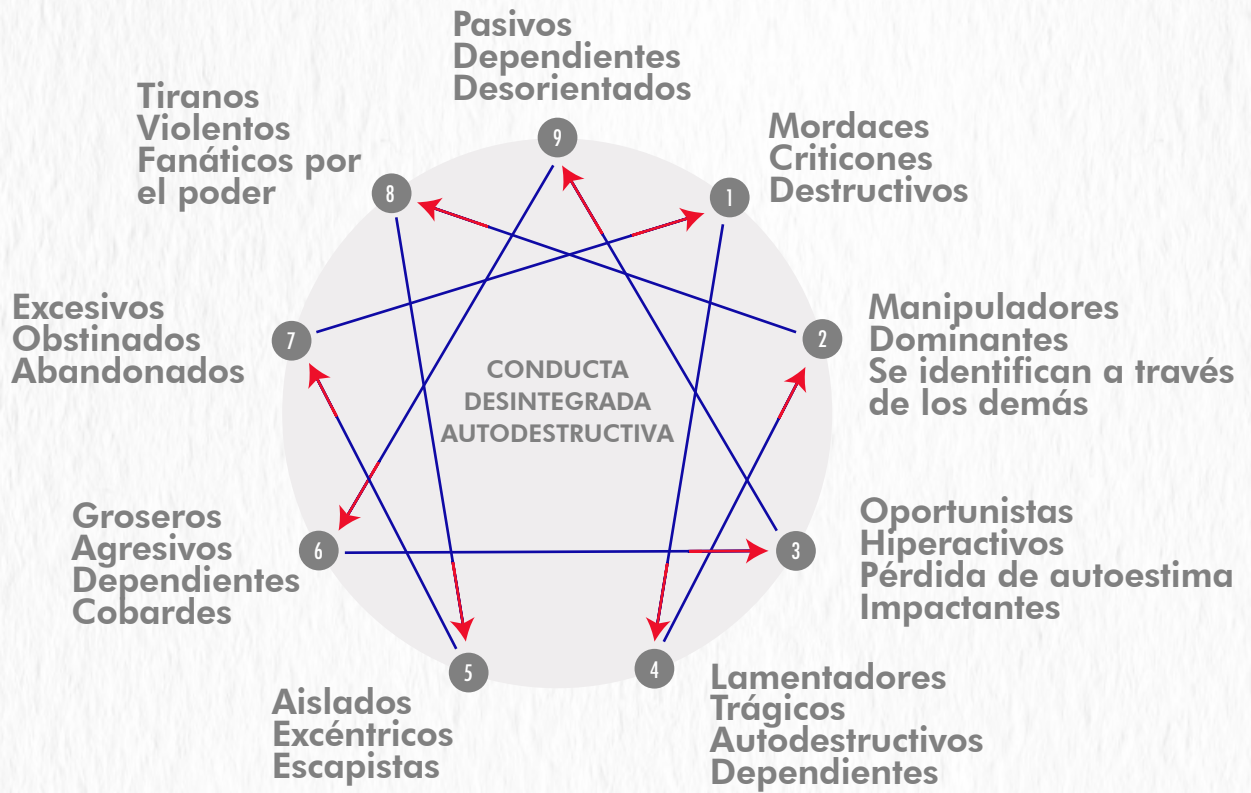 Pasivos
Dependientes
Desorientados
9
Tiranos
Violentos
Fanáticos por
el poder
8
Mordaces
Criticones
Destructivos
1
Excesivos
Obstinados
Abandonados
7
Manipuladores
Dominantes
Se identifican a través
de los demás
2
CONDUCTA
DESINTEGRADA
AUTODESTRUCTIVA
Groseros
Agresivos
Dependientes
Cobardes
6
Oportunistas
Hiperactivos
Pérdida de autoestima
Impactantes
3
Aislados
Excéntricos
Escapistas
5
Lamentadores
Trágicos
Autodestructivos
Dependientes
4